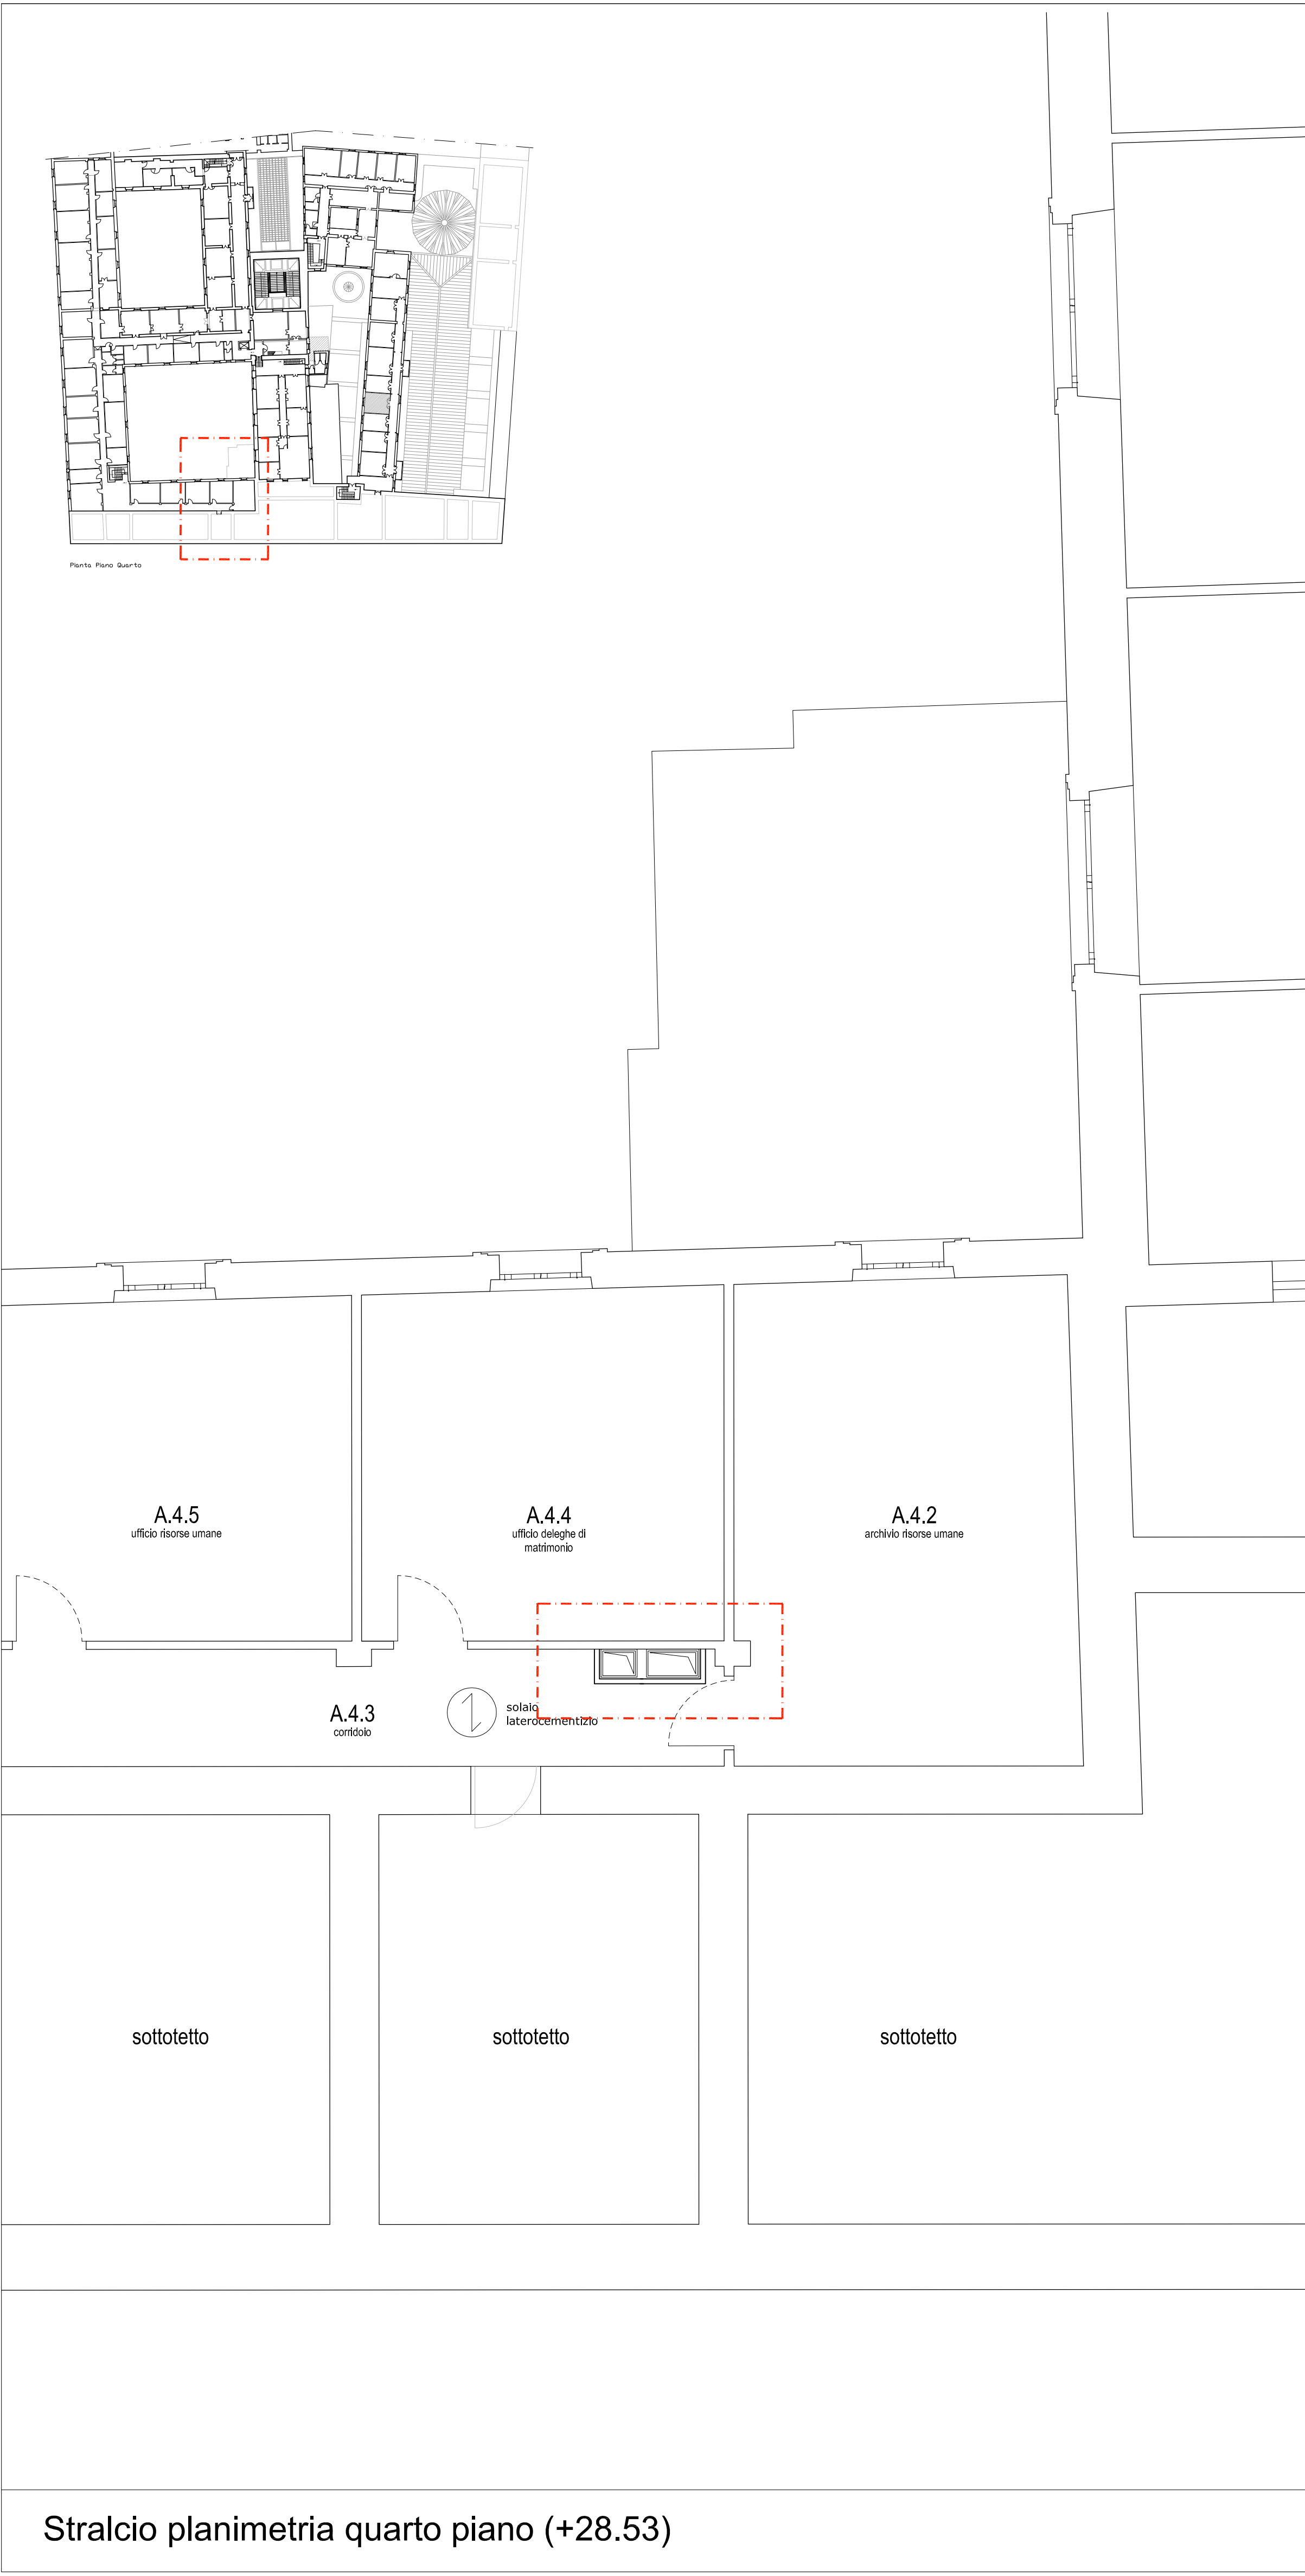 Pianta Piano Quarto
A.4.5
ufficio risorse umane
A.4.4
ufficio deleghe di
matrimonio
A.4.2
archivio risorse umane
A.4.3
corridoio
solaio
laterocementizio
sottotetto
sottotetto
sottotetto
Stralcio planimetria quarto piano (+28.53)